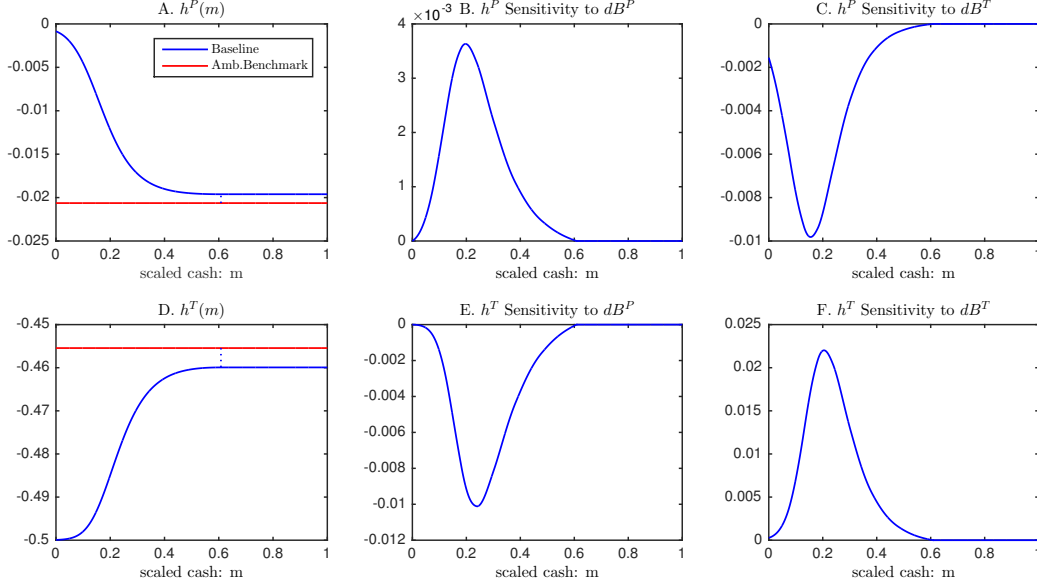 A. h^P(m)
0
-0.005
-0.01
-0.015
-0.02
-0.025
0 0.2 0.4 0.6 0.8 1
scaled cash: m
Baseline
Amb.Benchmark
B. h^P Sensitivity to dB^P
×10^-3
4
3
2
1
0
0 0.2 0.4 0.6 0.8 1
scaled cash: m
C. h^P Sensitivity to dB^T
0
-0.002
-0.004
-0.006
-0.008
-0.01
0 0.2 0.4 0.6 0.8 1
scaled cash: m
D. h^T(m)
-0.45
-0.46
-0.47
-0.48
-0.49
-0.5
0 0.2 0.4 0.6 0.8 1
scaled cash: m
E. h^T Sensitivity to dB^P
0
-0.002
-0.004
-0.006
-0.008
-0.01
-0.012
0 0.2 0.4 0.6 0.8 1
scaled cash: m
F. h^T Sensitivity to dB^T
0.025
0.02
0.015
0.01
0.005
0
0 0.2 0.4 0.6 0.8 1
scaled cash: m